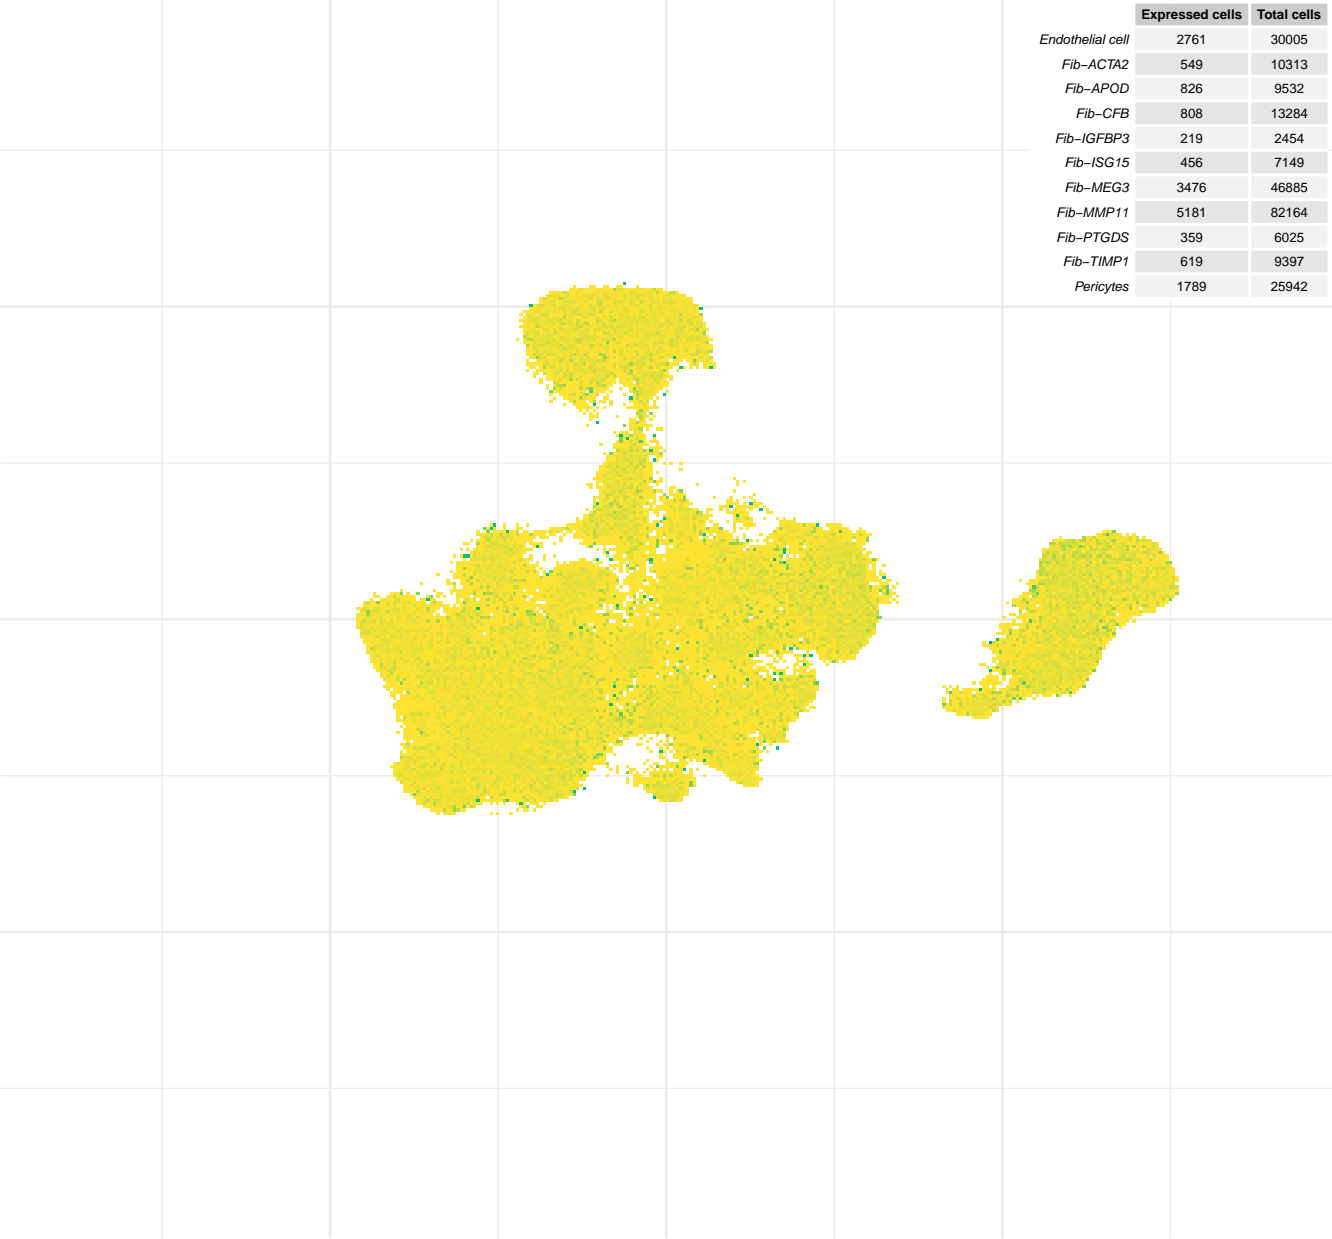 Expressed cells Total cells
Endothelial cell 2761 30005
Fib−ACTA2 549 10313
Fib−APOD 826 9532
Fib−CFB 808 13284
Fib−IGFBP3 219 2454
Fib−ISG15 456 7149
Fib−MEG3 3476 46885
Fib−MMP11 5181 82164
Fib−PTGDS 359 6025
Fib−TIMP1 619 9397
Pericytes 1789 25942